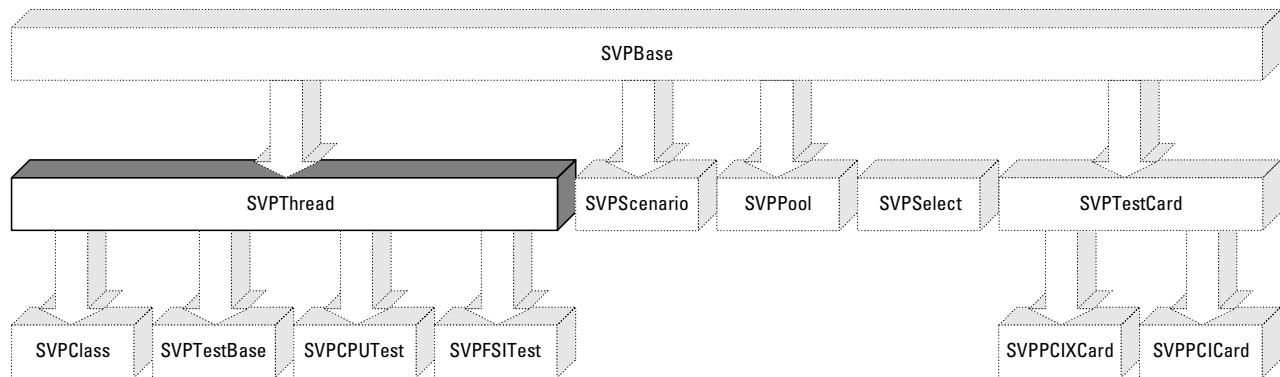 SVPBase
SVPThread
SVPScenario
SVPPool
SVPSelect
SVPTestCard
SVPClass
SVPTestBase
SVPCPUTest
SVPFSITest
SVPPCIXCard
SVPPCICard